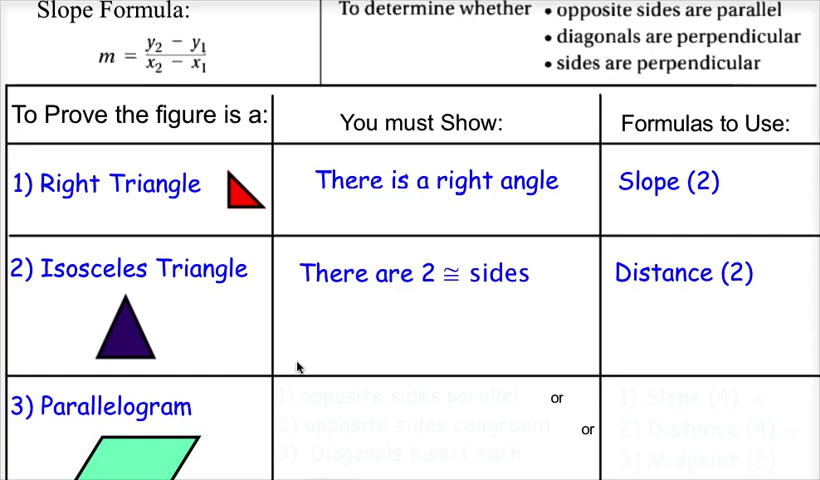 Slope Formula:
m = y₂ − y₁ / x₂ − x₁
To determine whether
• opposite sides are parallel
• diagonals are perpendicular
• sides are perpendicular
To Prove the figure is a:
You must Show:
Formulas to Use:
1) Right Triangle
There is a right angle
Slope (2)
2) Isosceles Triangle
There are 2 ≅ sides
Distance (2)
3) Parallelogram
1) opposite sides parallel or
2) opposite sides congruent or
3) Diagonals bisect each
1) Slope (4) or
2) Distance (4) or
3) Midpoint (2)